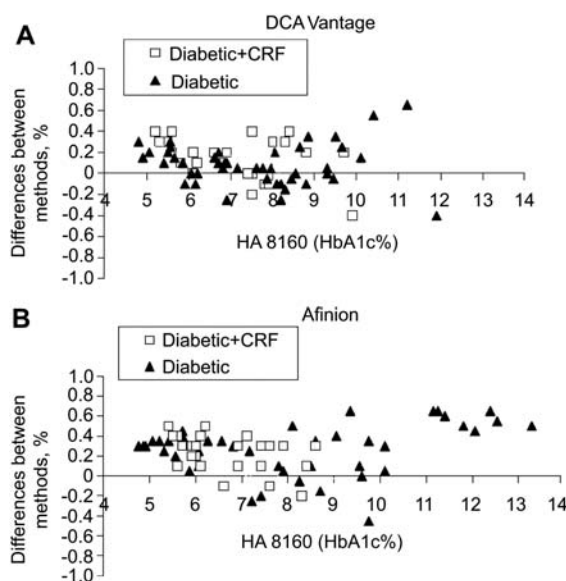 A
DCA Vantage
Diabetic+CRF
Diabetic
Differences between
methods, %
1.0
0.8
0.6
0.4
0.2
0
-0.2
-0.4
-0.6
-0.8
-1.0
4 5 6 7 8 9 10 11 12 13 14
HA 8160 (HbA1c%)
B
Afinion
Diabetic+CRF
Diabetic
Differences between
methods, %
1.0
0.8
0.6
0.4
0.2
0
-0.2
-0.4
-0.6
-0.8
1.0
4 5 6 7 8 9 10 11 12 13 14
HA 8160 (HbA1c%)